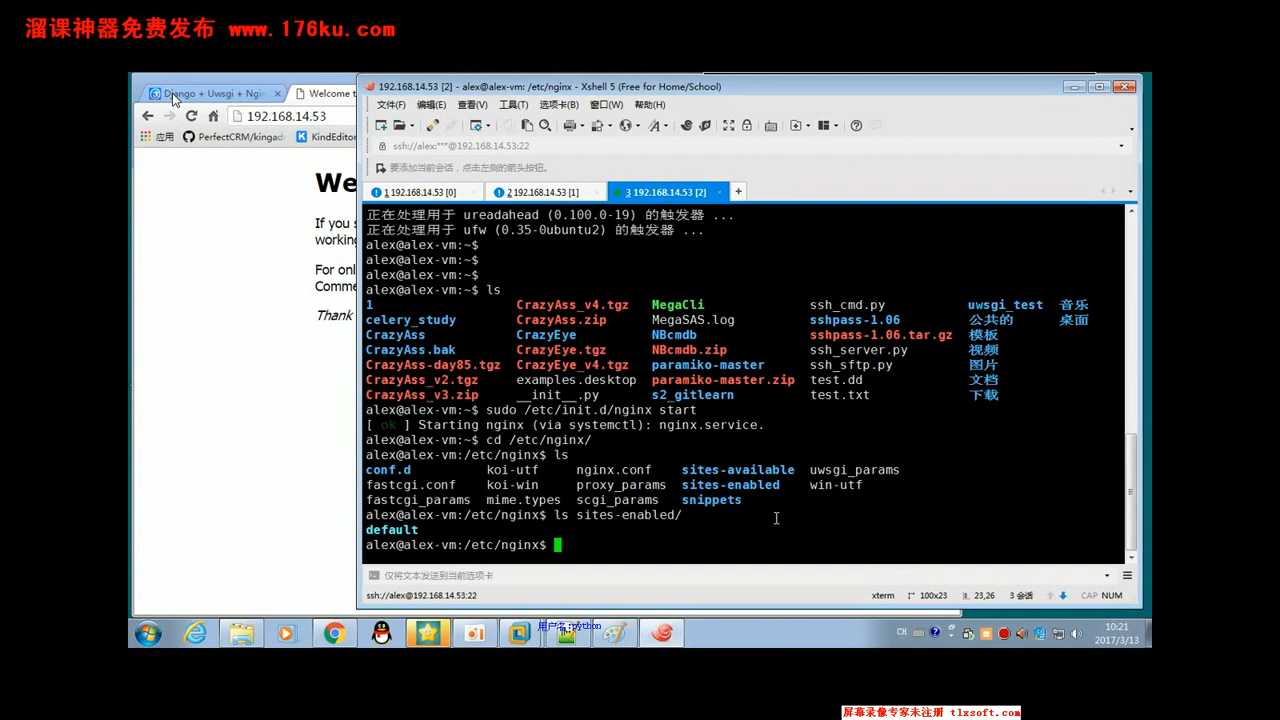 溜课神器免费发布 www.176ku.com
Django + Uwsgi + Ngin
Welcome t
192.168.14.53
应用 PerfectCRM/kingad KindEditor
We
If you s
working
For onl
Comme
Thank
192.168.14.53 [2] - alex@alex-vm: /etc/nginx - Xshell 5 (Free for Home/School)
文件(F) 编辑(E) 查看(V) 工具(T) 选项卡(B) 窗口(W) 帮助(H)
ssh://alex:***@192.168.14.53:22
要添加当前会话，点击左侧的箭头按钮。
1 192.168.14.53 [0] 2 192.168.14.53 [1] 3 192.168.14.53 [2]
正在处理用于 ureadahead (0.100.0-19) 的触发器 ...
正在处理用于 ufw (0.35-0ubuntu2) 的触发器 ...
alex@alex-vm:~$
alex@alex-vm:~$
alex@alex-vm:~$
alex@alex-vm:~$ ls
1 CrazyAss_v4.tgz MegaCli ssh_cmd.py uwsgi_test 音乐
celery_study CrazyAss.zip MegaSAS.log sshpass-1.06 公共的 桌面
CrazyAss CrazyEye NBcmdb sshpass-1.06.tar.gz 模板
CrazyAss.bak CrazyEye.tgz NBcmdb.zip ssh_server.py 视频
CrazyAss-day85.tgz CrazyEye_v4.tgz paramiko-master ssh_sftp.py 图片
CrazyAss_v2.tgz examples.desktop paramiko-master.zip test.dd 文档
CrazyAss_v3.zip __init__.py s2_gitlearn test.txt 下载
alex@alex-vm:~$ sudo /etc/init.d/nginx start
[ ok ] Starting nginx (via systemctl): nginx.service.
alex@alex-vm:~$ cd /etc/nginx/
alex@alex-vm:/etc/nginx$ ls
conf.d koi-utf nginx.conf sites-available uwsgi_params
fastcgi.conf koi-win proxy_params sites-enabled win-utf
fastcgi_params mime.types scgi_params snippets
alex@alex-vm:/etc/nginx$ ls sites-enabled/
default
alex@alex-vm:/etc/nginx$
仅将文本发送到当前选项卡
ssh://alex@192.168.14.53:22 xterm 100x23 23,26 3 会话 CAP NUM
用户名:python
CH
10:21
2017/3/13
屏幕录像专家未注册 tlxsoft.com